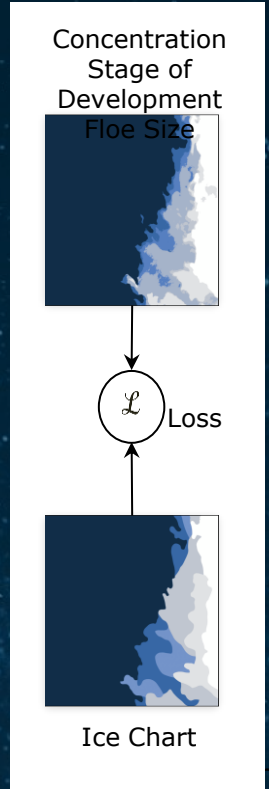 Concentration
Stage of
Development
Floe Size
ℒ
Loss
Ice Chart